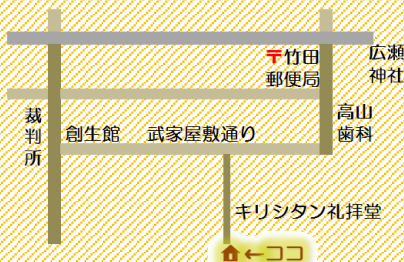 〒竹田
郵便局
広瀬
神社
裁判所
創生館
武家屋敷通り
高山
歯科
キリシタン礼拝堂
←ココ